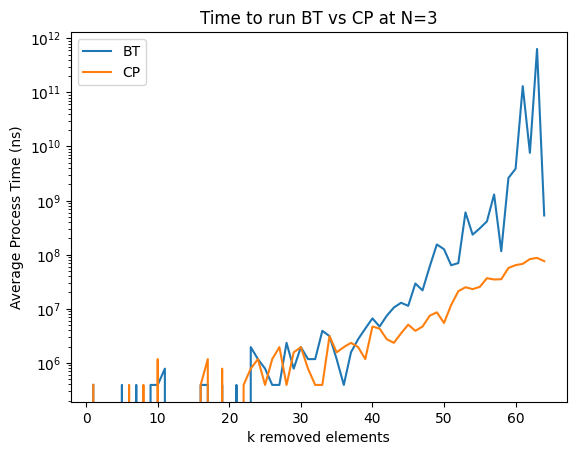 Time to run BT vs CP at N=3
BT
CP
Average Process Time (ns)
10¹²
10¹¹
10¹⁰
10⁹
10⁸
10⁷
10⁶
0 10 20 30 40 50 60
k removed elements